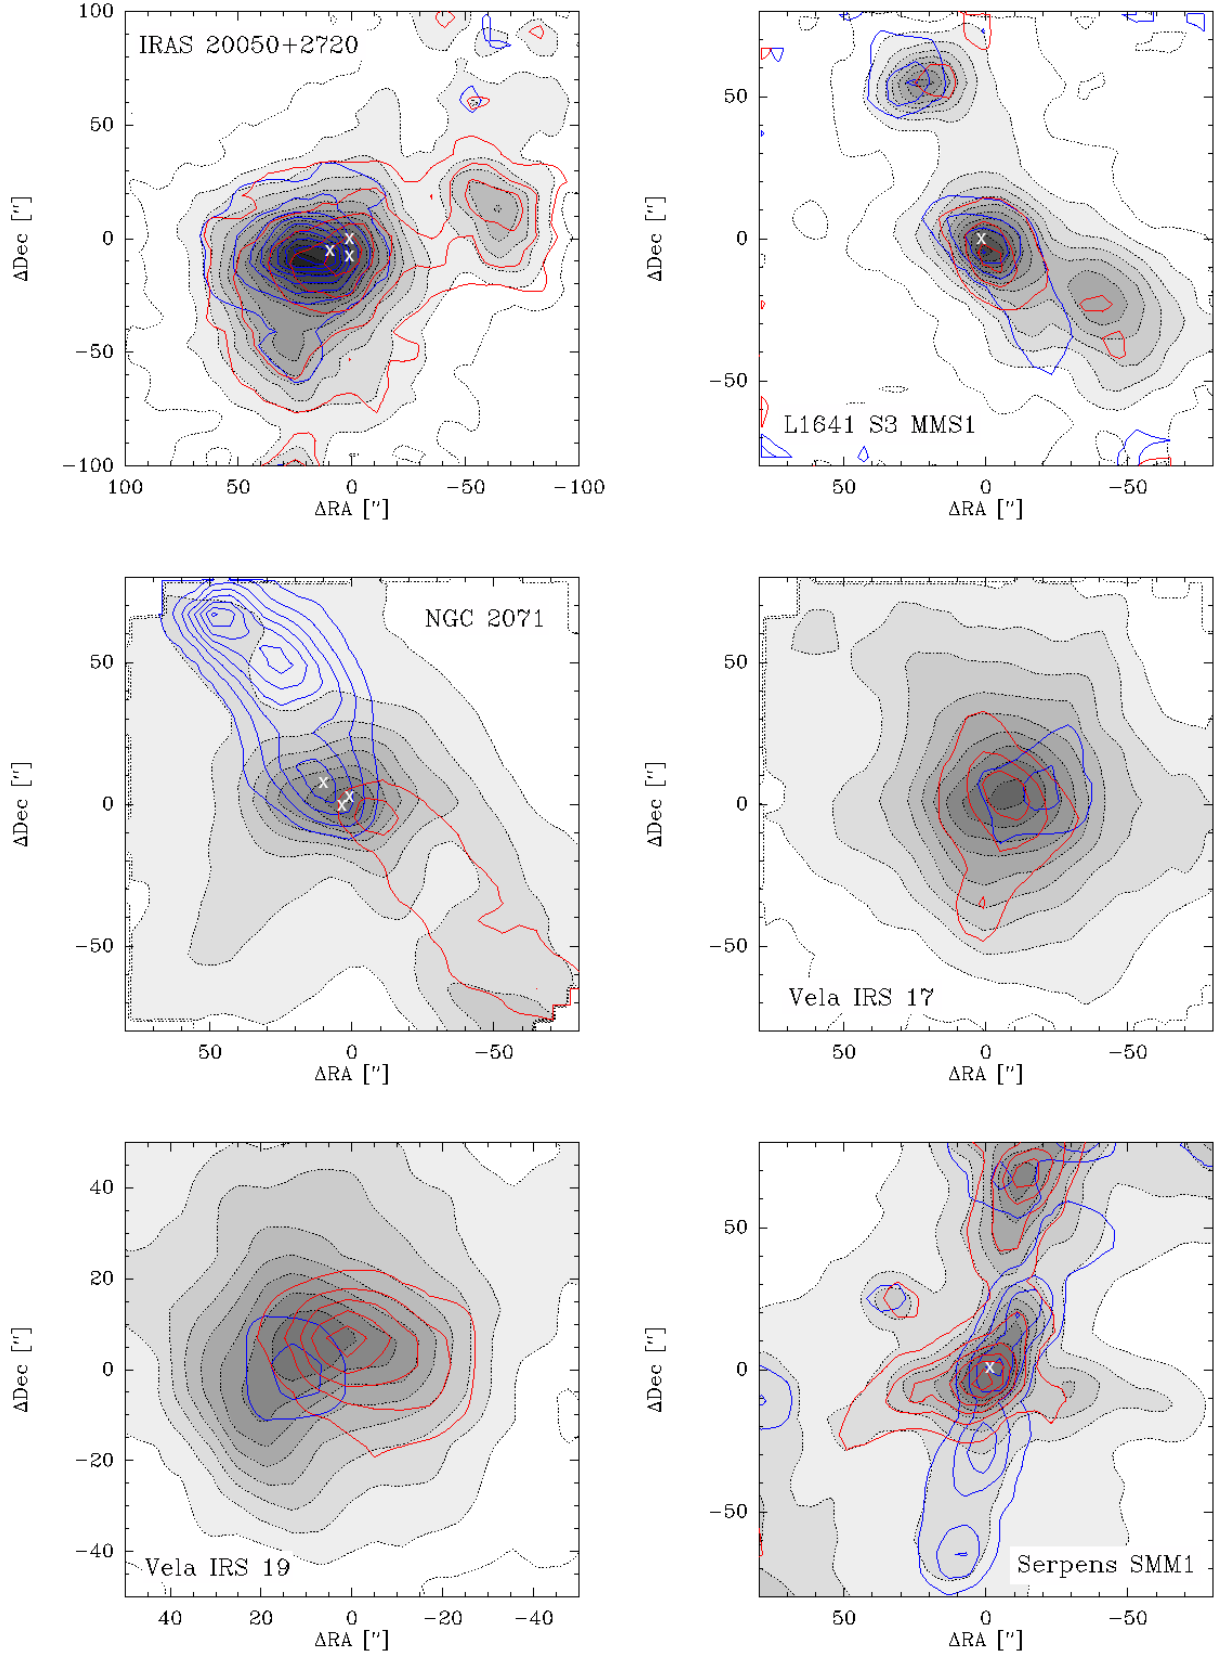 IRAS 20050+2720
100
50
0
−50
−100
ΔDec ["]
100
50
0
−50
−100
ΔRA ["]
x
x
x
L1641 S3 MMS1
50
0
−50
ΔDec ["]
50
0
−50
ΔRA ["]
x
NGC 2071
50
0
−50
ΔDec ["]
50
0
−50
ΔRA ["]
x
x
x
Vela IRS 17
50
0
−50
ΔDec ["]
50
0
−50
ΔRA ["]
Vela IRS 19
40
20
0
−20
−40
ΔDec ["]
40
20
0
−20
−40
ΔRA ["]
Serpens SMM1
50
0
−50
ΔDec ["]
50
0
−50
ΔRA ["]
x